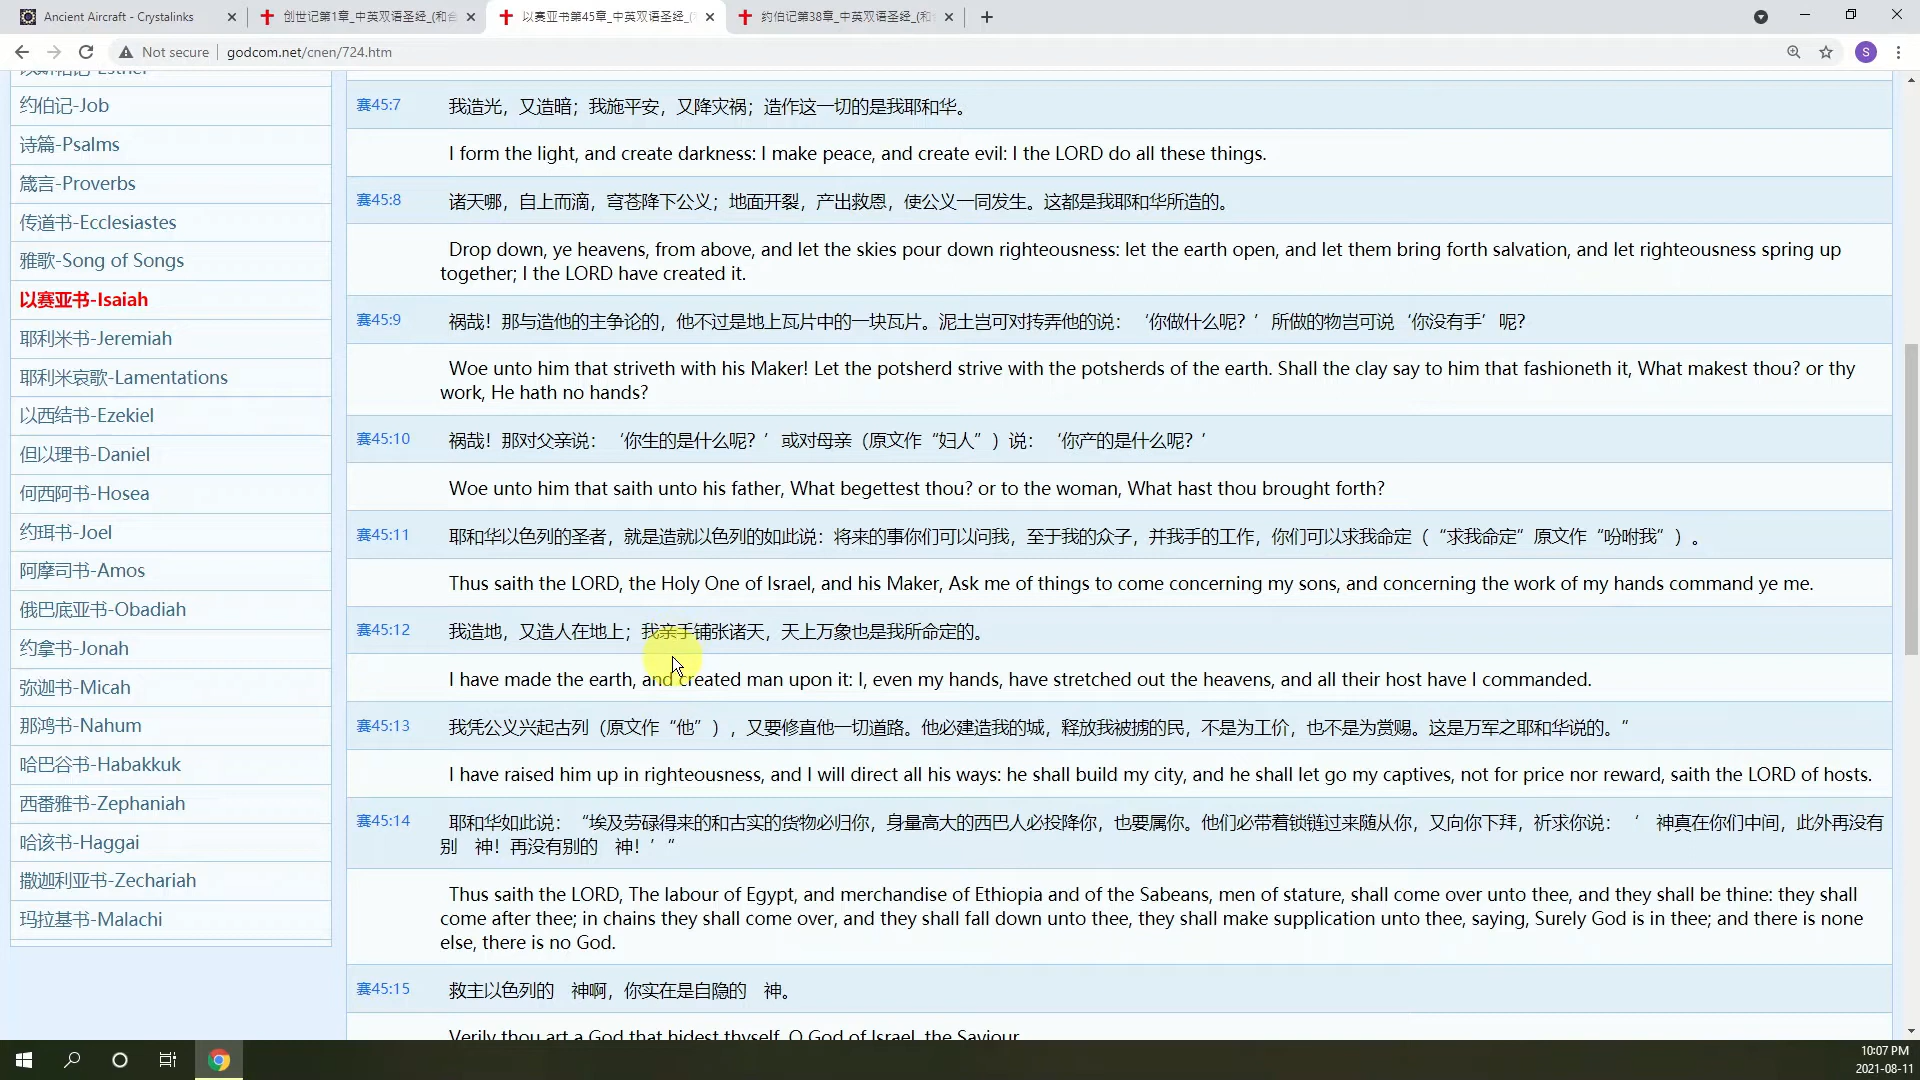 Ancient Aircraft - Crystalinks
创世记第1章_中英双语圣经_(和合
以赛亚书第45章_中英双语圣经_(和
约伯记第38章_中英双语圣经_(和合
Not secure
godcom.net/cnen/724.htm
S
约伯记-Job
诗篇-Psalms
箴言-Proverbs
传道书-Ecclesiastes
雅歌-Song of Songs
以赛亚书-Isaiah
耶利米书-Jeremiah
耶利米哀歌-Lamentations
以西结书-Ezekiel
但以理书-Daniel
何西阿书-Hosea
约珥书-Joel
阿摩司书-Amos
俄巴底亚书-Obadiah
约拿书-Jonah
弥迦书-Micah
那鸿书-Nahum
哈巴谷书-Habakkuk
西番雅书-Zephaniah
哈该书-Haggai
撒迦利亚书-Zechariah
玛拉基书-Malachi
赛45:7 我造光，又造暗；我施平安，又降灾祸；造作这一切的是我耶和华。
I form the light, and create darkness: I make peace, and create evil: I the LORD do all these things.
赛45:8 诸天哪，自上而滴，穹苍降下公义；地面开裂，产出救恩，使公义一同发生。这都是我耶和华所造的。
Drop down, ye heavens, from above, and let the skies pour down righteousness: let the earth open, and let them bring forth salvation, and let righteousness spring up
together; I the LORD have created it.
赛45:9 祸哉！那与造他的主争论的，他不过是地上瓦片中的一块瓦片。泥土岂可对抟弄他的说：‘你做什么呢？’所做的物岂可说‘你没有手’呢？
Woe unto him that striveth with his Maker! Let the potsherd strive with the potsherds of the earth. Shall the clay say to him that fashioneth it, What makest thou? or thy
work, He hath no hands?
赛45:10 祸哉！那对父亲说：‘你生的是什么呢？’或对母亲（原文作“妇人”）说：‘你产的是什么呢？’
Woe unto him that saith unto his father, What begettest thou? or to the woman, What hast thou brought forth?
赛45:11 耶和华以色列的圣者，就是造就以色列的如此说：将来的事你们可以问我，至于我的众子，并我手的工作，你们可以求我命定（“求我命定”原文作“吩咐我”）。
Thus saith the LORD, the Holy One of Israel, and his Maker, Ask me of things to come concerning my sons, and concerning the work of my hands command ye me.
赛45:12 我造地，又造人在地上；我亲手铺张诸天，天上万象也是我所命定的。
I have made the earth, and created man upon it: I, even my hands, have stretched out the heavens, and all their host have I commanded.
赛45:13 我凭公义兴起古列（原文作“他”），又要修直他一切道路。他必建造我的城，释放我被掳的民，不是为工价，也不是为赏赐。这是万军之耶和华说的。”
I have raised him up in righteousness, and I will direct all his ways: he shall build my city, and he shall let go my captives, not for price nor reward, saith the LORD of hosts.
赛45:14 耶和华如此说：“埃及劳碌得来的和古实的货物必归你，身量高大的西巴人必投降你，也要属你。他们必带着锁链过来随从你，又向你下拜，祈求你说：’ 神真在你们中间，此外再没有
别 神！再没有别的 神！’“
Thus saith the LORD, The labour of Egypt, and merchandise of Ethiopia and of the Sabeans, men of stature, shall come over unto thee, and they shall be thine: they shall
come after thee; in chains they shall come over, and they shall fall down unto thee, they shall make supplication unto thee, saying, Surely God is in thee; and there is none
else, there is no God.
赛45:15 救主以色列的 神啊，你实在是自隐的 神。
Verily thou art a God that hidest thyself, O God of Israel, the Saviour.
10:07 PM
2021-08-11